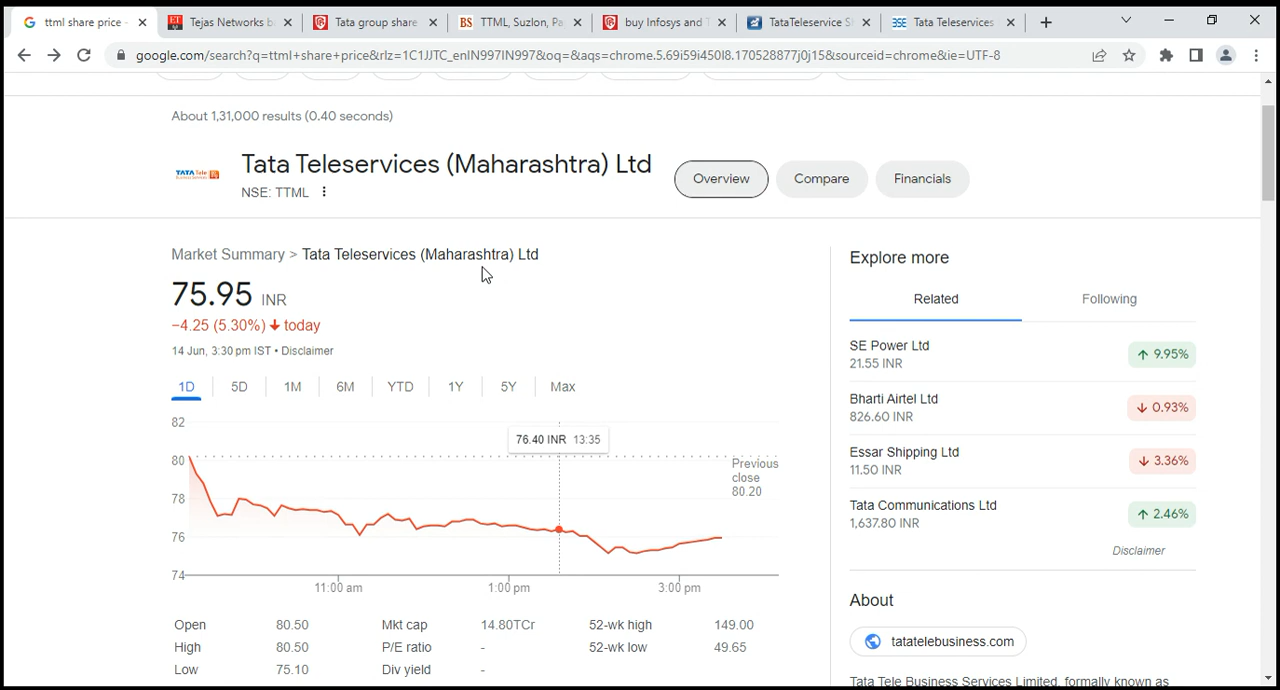 ttml share price -
Tejas Networks b
Tata group share
TTML, Suzlon, Pa
buy Infosys and T
TataTeleservice S
Tata Teleservices
google.com/search?q=ttml+share+price&rlz=1C1JJTC_enIN997IN997&oq=&aqs=chrome.5.69i59i450l8.170528877j0j15&sourceid=chrome&ie=UTF-8
About 1,31,000 results (0.40 seconds)
TATA Tele
Tata Teleservices (Maharashtra) Ltd
NSE: TTML
Overview
Compare
Financials
Market Summary > Tata Teleservices (Maharashtra) Ltd
75.95 INR
−4.25 (5.30%) ↓ today
14 Jun, 3:30 pm IST • Disclaimer
1D 5D 1M 6M YTD 1Y 5Y Max
82
80
78
76
74
76.40 INR 13:35
Previous
close
80.20
11:00 am 1:00 pm 3:00 pm
Open 80.50 Mkt cap 14.80TCr 52-wk high 149.00
High 80.50 P/E ratio - 52-wk low 49.65
Low 75.10 Div yield -
Explore more
Related Following
SE Power Ltd
21.55 INR
↑ 9.95%
Bharti Airtel Ltd
826.60 INR
↓ 0.93%
Essar Shipping Ltd
11.50 INR
↓ 3.36%
Tata Communications Ltd
1,637.80 INR
↑ 2.46%
Disclaimer
About
tatatelebusiness.com
Tata Tele Business Services Limited, formally known as